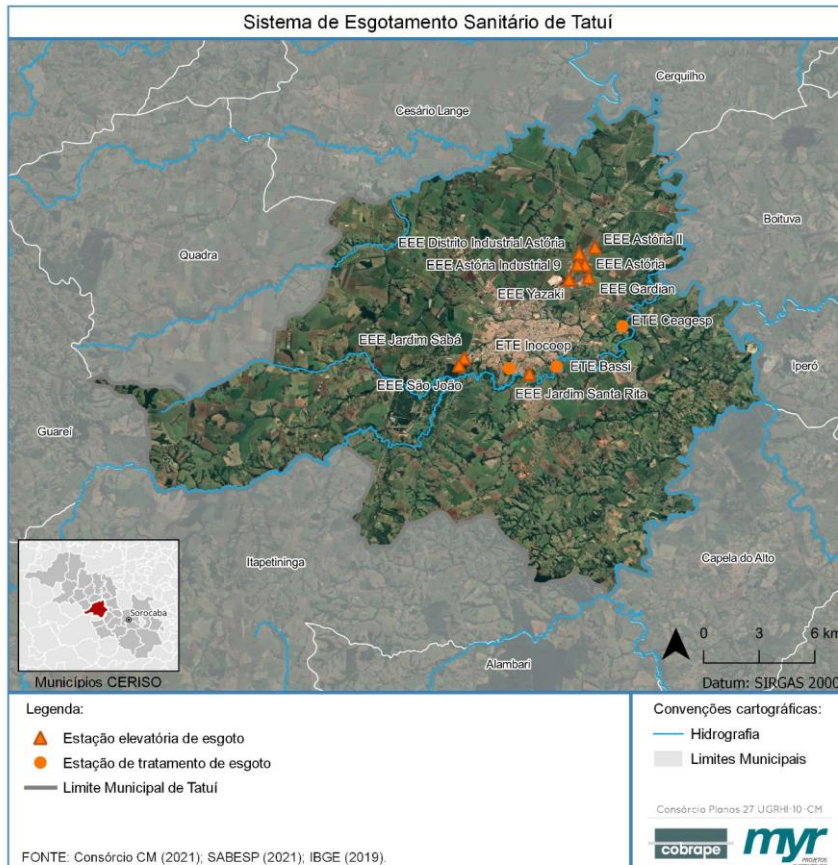 Sistema de Esgotamento Sanitário de Tatuí
Cerquilho
Cesário Lange
Boituva
Quadra
EEE Distrito Industrial Astória
EEE Astória II
EEE Astória Industrial 9
EEE Astória
EEE Yazaki
EEE Gardian
ETE Ceagesp
EEE Jardim Sabá
ETE Inocoop
ETE Bassi
Iperó
EEE São João
EEE Jardim Santa Rita
Guareí
Itapetininga
Capela do Alto
Sorocaba
Alambari
0 3 6 km
Municípios CERISO
Datum: SIRGAS 2000
Legenda:
Estação elevatória de esgoto
Estação de tratamento de esgoto
Limite Municipal de Tatuí
FONTE: Consórcio CM (2021); SABESP (2021); IBGE (2019).
Convenções cartográficas:
Hidrografia
Limites Municipais
Consórcio Planos 27 UGRHI-10-CM
cobrape
myr
PROJETOS